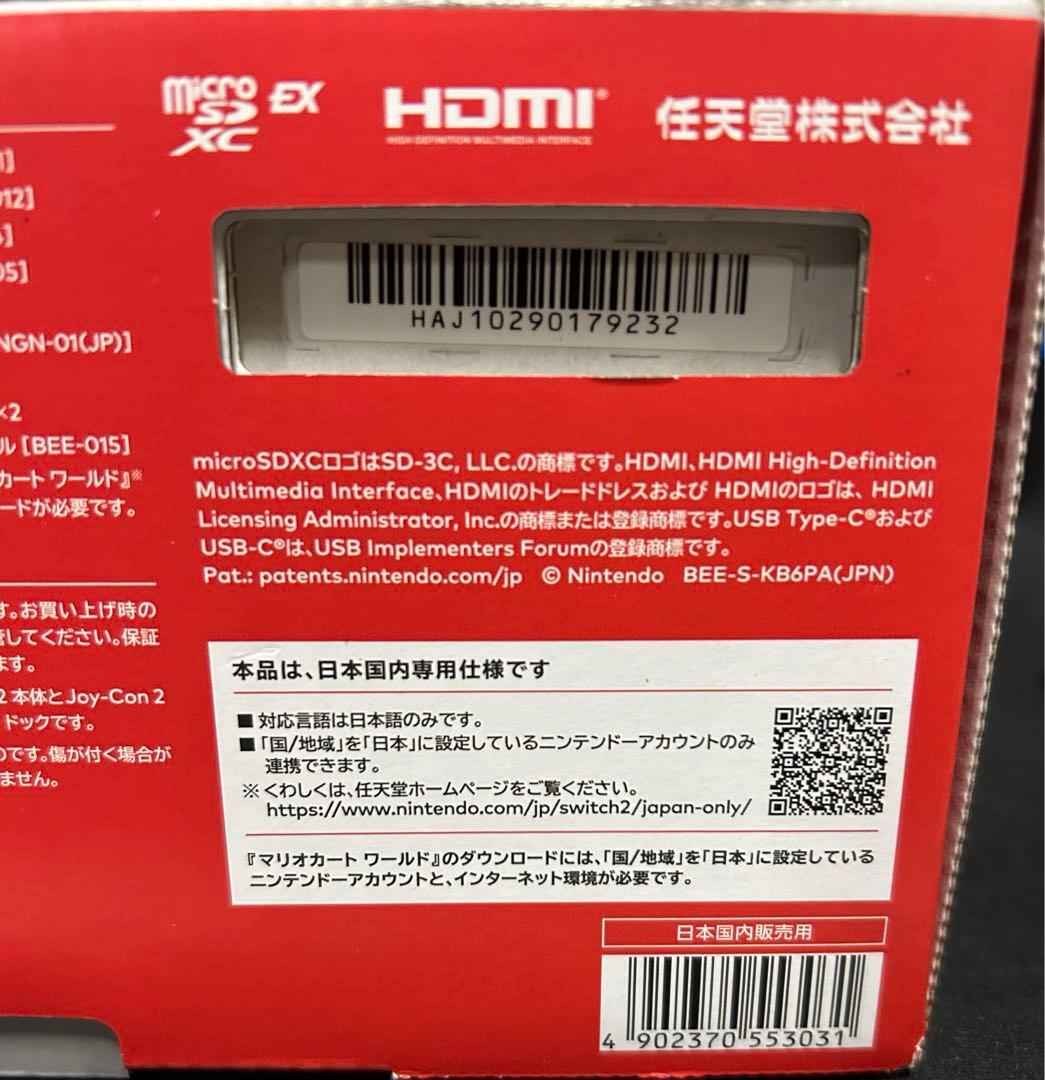 micro
SD EX
XC
HDMI
HIGH-DEFINITION MULTIMEDIA INTERFACE
任天堂株式会社
HAJ10290179232
12]
05]
NGN-01(JP)]
×2
ル [BEE-015]
カート ワールド』※
ードが必要です。
microSDXCロゴはSD-3C, LLC.の商標です。HDMI、HDMI High-Definition
Multimedia Interface、HDMIのトレードドレスおよび HDMIのロゴは、 HDMI
Licensing Administrator, Inc.の商標または登録商標です。USB Type-C®および
USB-C®は、USB Implementers Forumの登録商標です。
Pat.: patents.nintendo.com/jp © Nintendo BEE-S-KB6PA(JPN)
す。お買い上げ時の
してください。保証
ます。
2 本体とJoy-Con 2
ドックです。
のです。傷が付く場合が
ません。
本品は、日本国内専用仕様です
■ 対応言語は日本語のみです。
■ 「国/地域」を「日本」に設定しているニンテンドーアカウントのみ
連携できます。
※ くわしくは、任天堂ホームページをご覧ください。
https://www.nintendo.com/jp/switch2/japan-only/
『マリオカート ワールド』のダウンロードには、「国/地域」を「日本」に設定している
ニンテンドーアカウントと、インターネット環境が必要です。
日本国内販売用
4 902370 553031